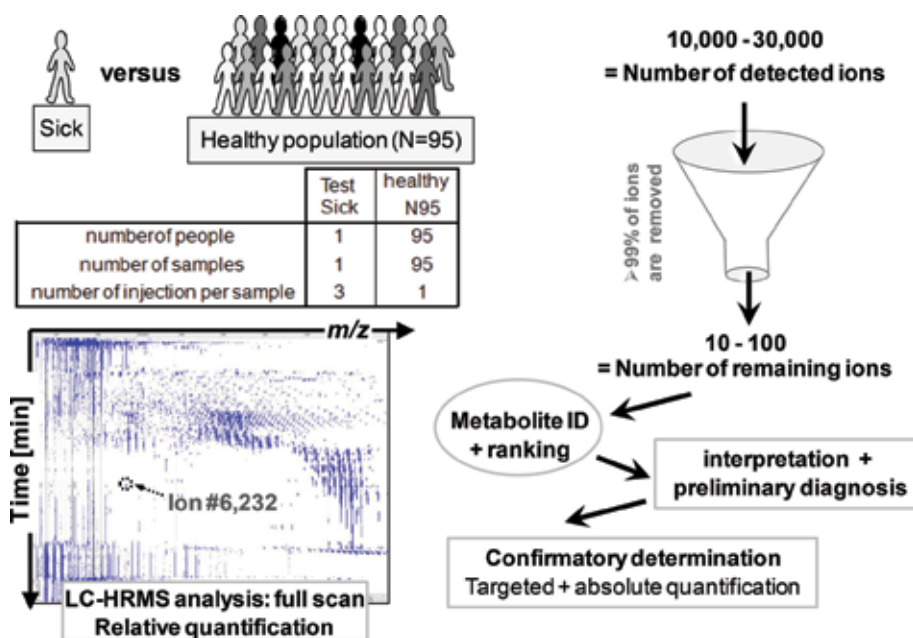 versus
Sick
Healthy population (N=95)
Test healthy
Sick N95
numberof people 1 95
number of samples 1 95
number of injection per sample 3 1
m/z
Time [min]
Ion #6,232
LC-HRMS analysis: full scan
Relative quantification
10,000 - 30,000
= Number of detected ions
➢99% of ions
are removed
10 - 100
= Number of remaining ions
Metabolite ID
+ ranking
interpretation +
preliminary diagnosis
Confirmatory determination
Targeted + absolute quantification